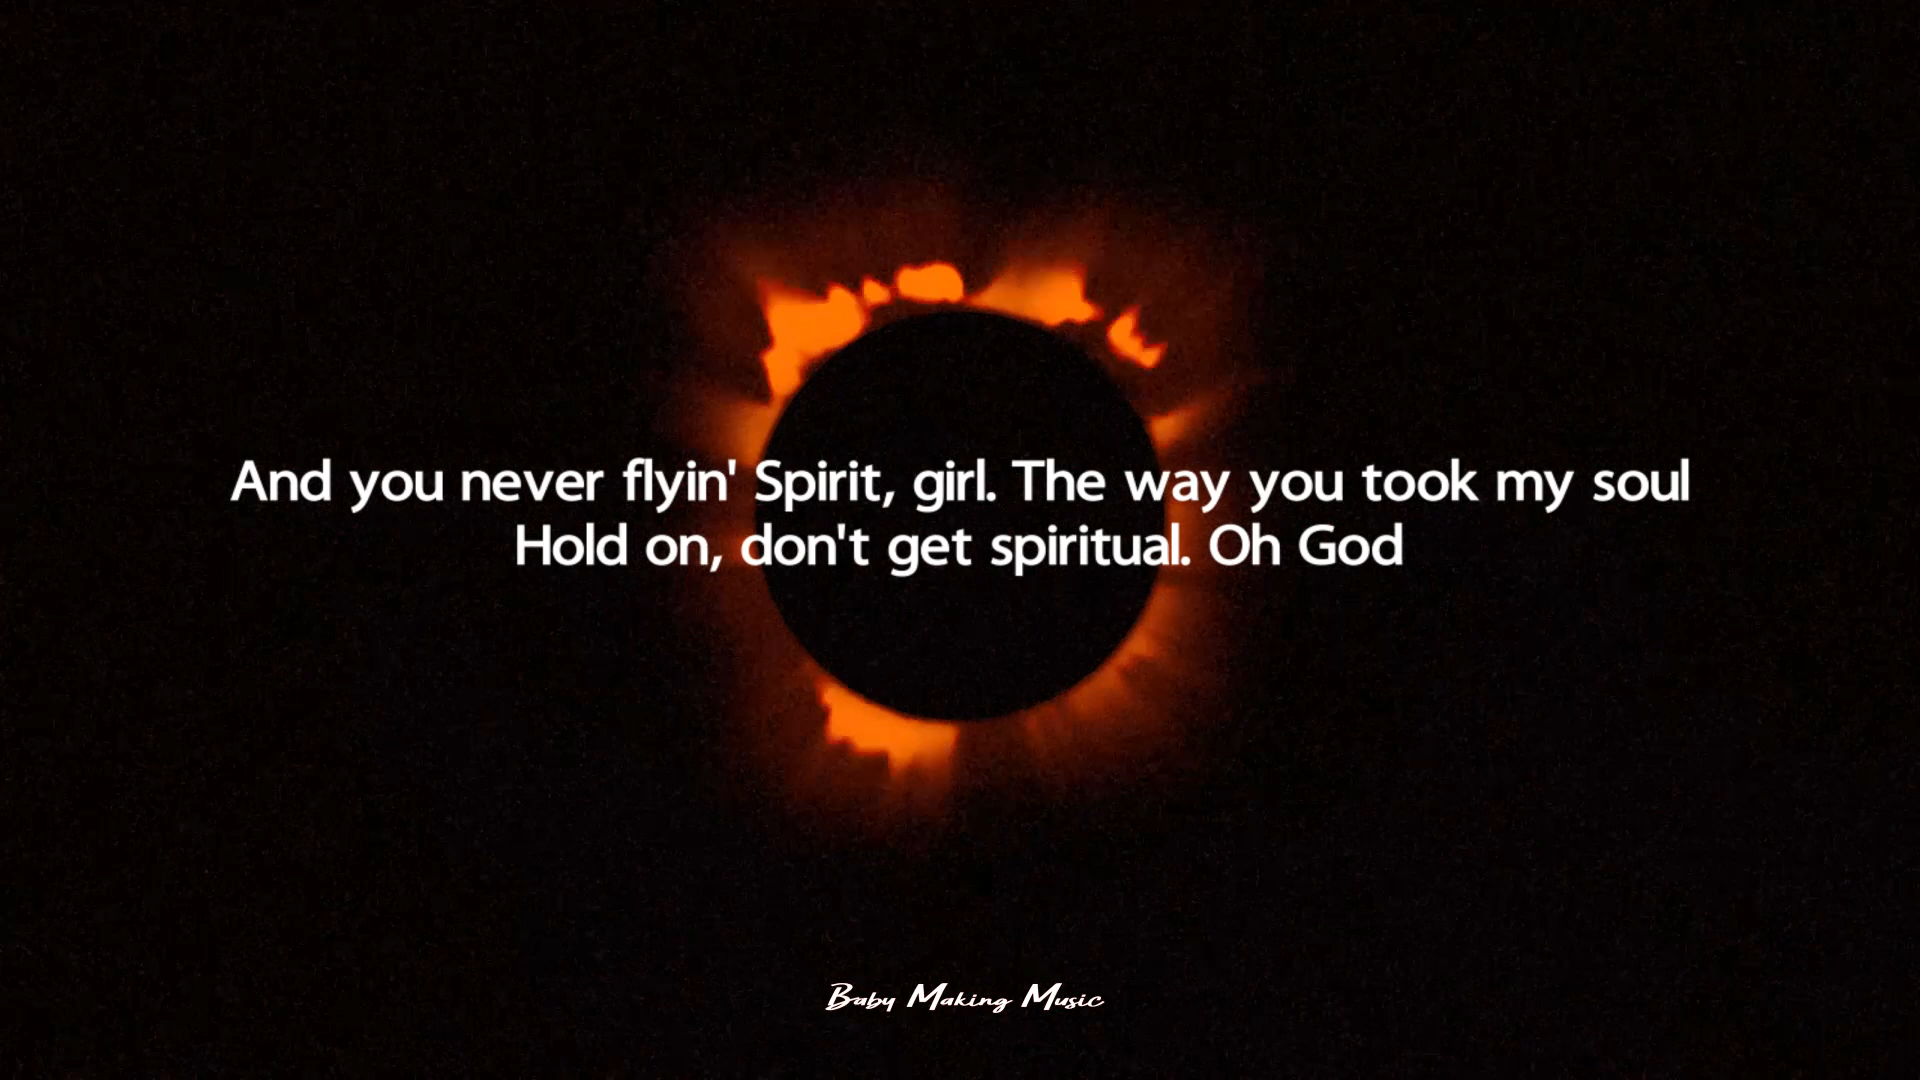 And you never flyin' Spirit, girl. The way you took my soul
Hold on, don't get spiritual. Oh God
Baby Making Music